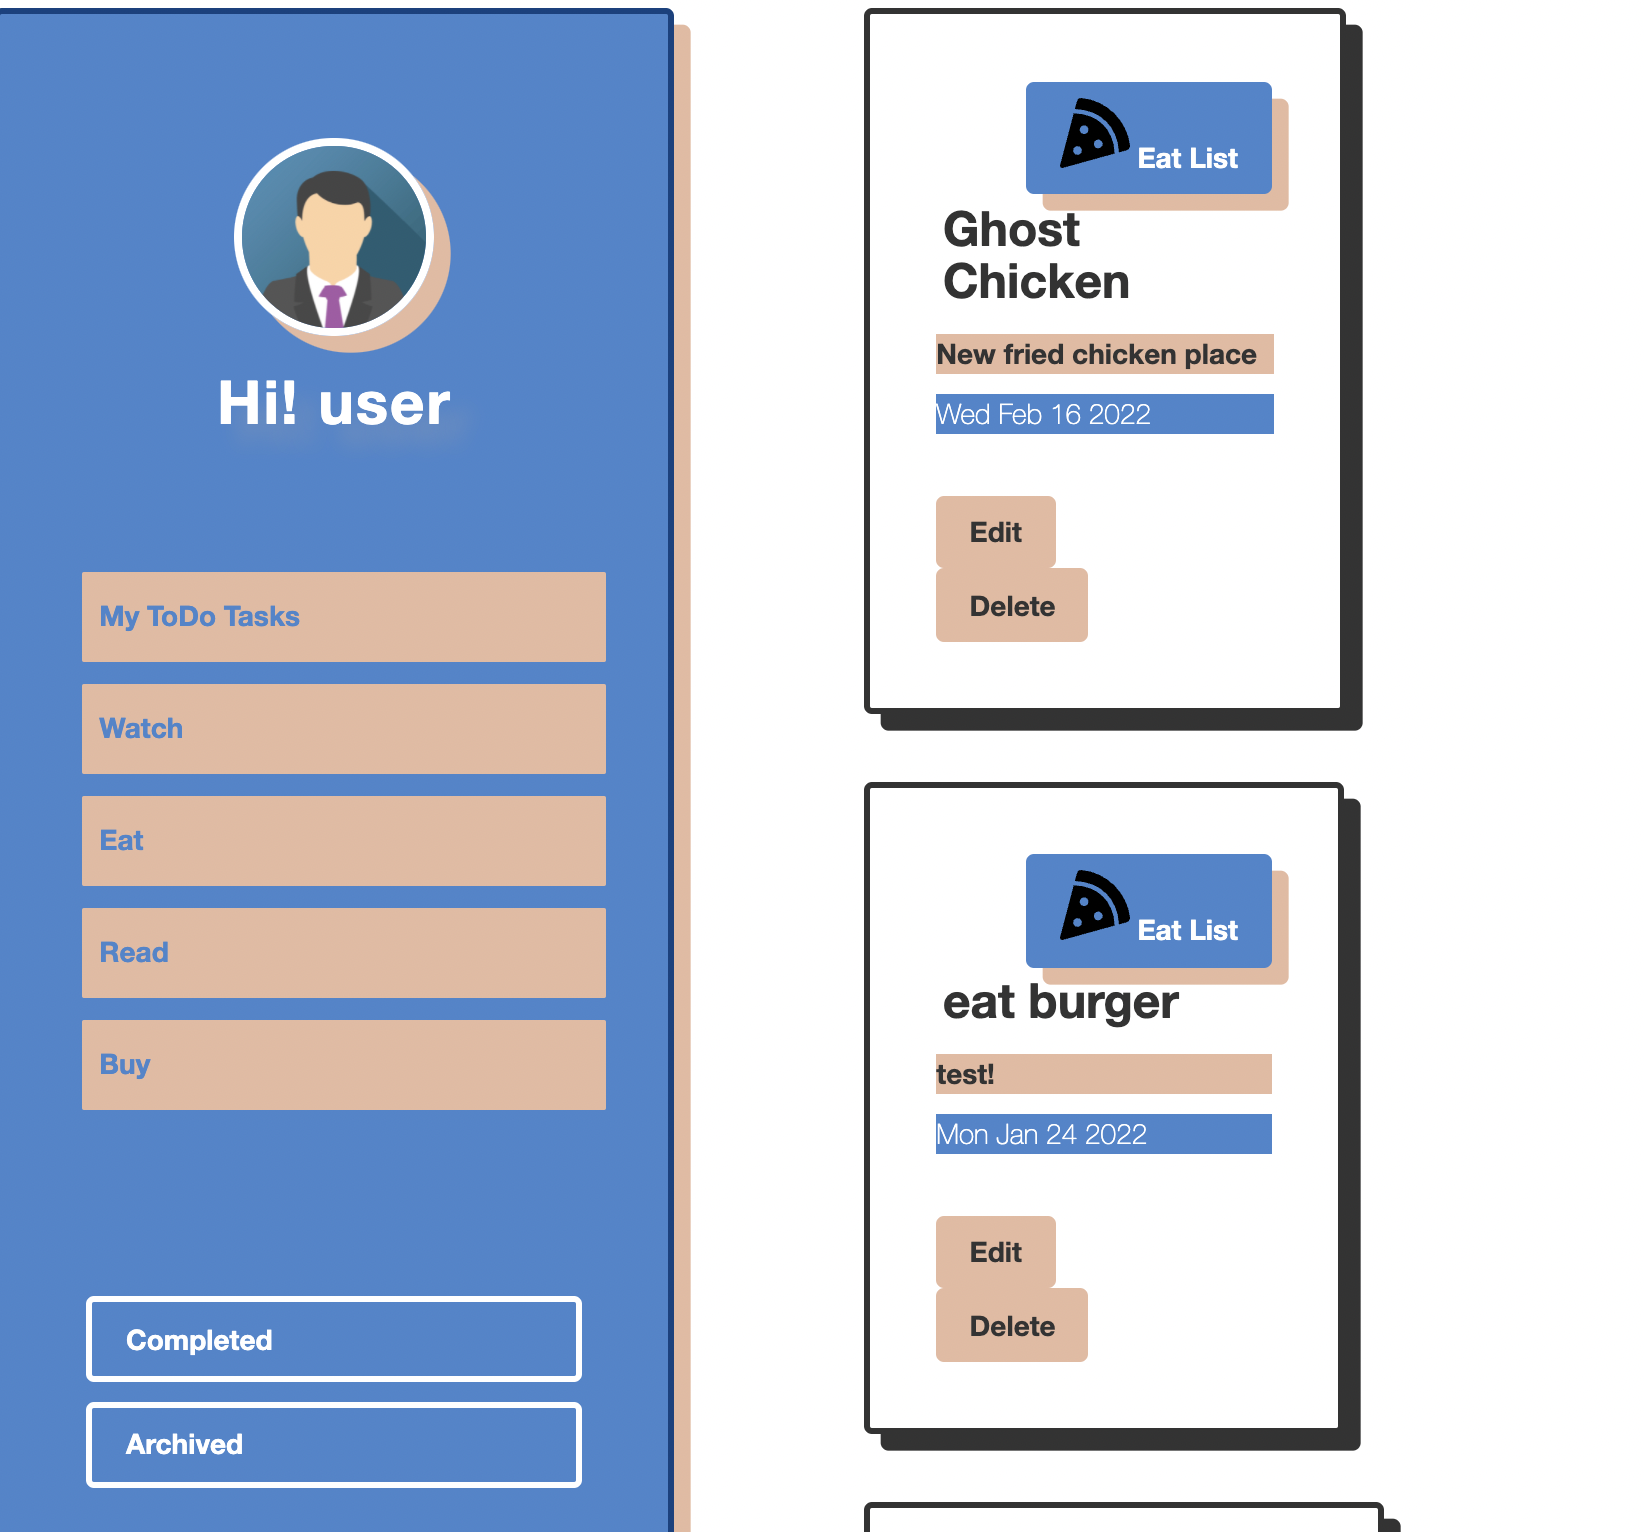 Hi! user
My ToDo Tasks
Watch
Eat
Read
Buy
Completed
Archived
Eat List
Ghost
Chicken
New fried chicken place
Wed Feb 16 2022
Edit
Delete
Eat List
eat burger
test!
Mon Jan 24 2022
Edit
Delete